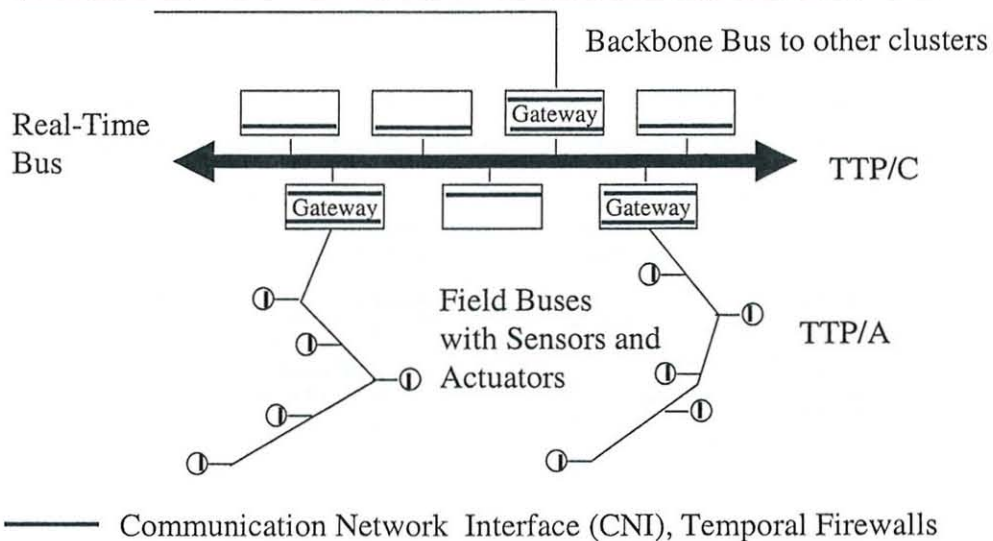 Backbone Bus to other clusters
Gateway
Real-Time
Bus
TTP/C
Gateway
Gateway
Field Buses
with Sensors and
Actuators
TTP/A
Communication Network Interface (CNI), Temporal Firewalls